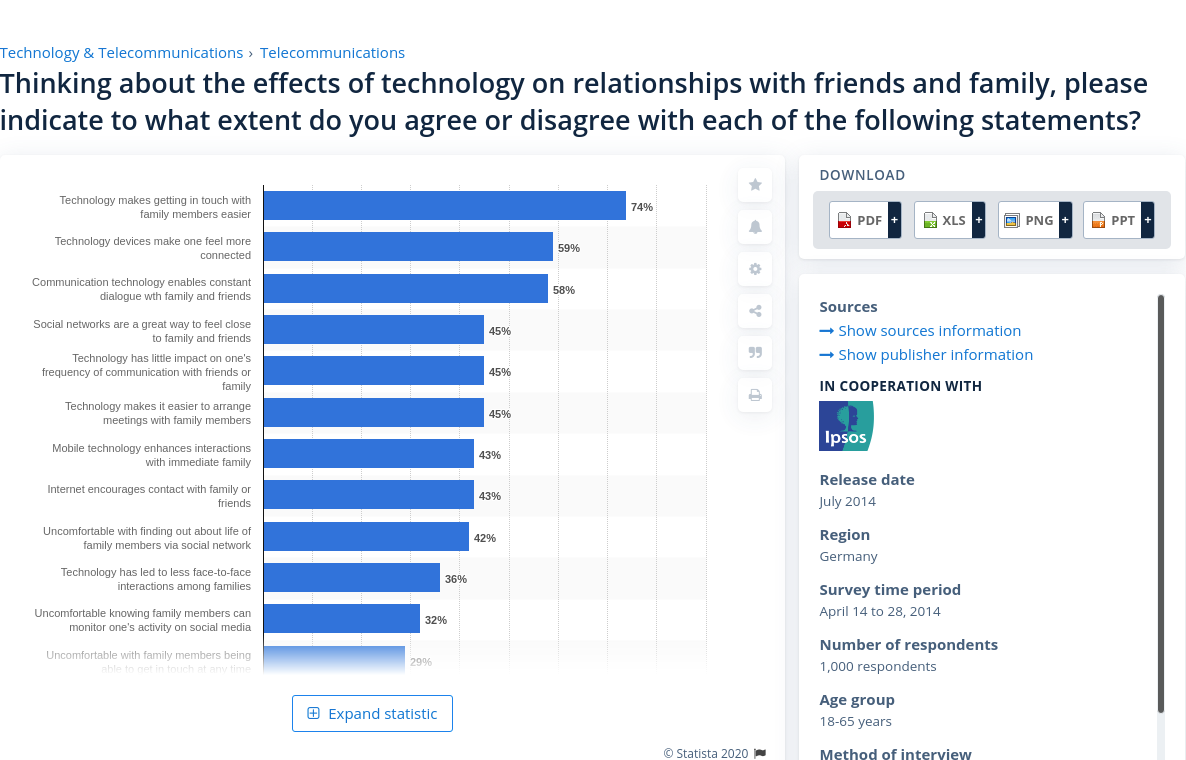 Technology & Telecommunications › Telecommunications
Thinking about the effects of technology on relationships with friends and family, please
indicate to what extent do you agree or disagree with each of the following statements?
Technology makes getting in touch with
family members easier
74%
Technology devices make one feel more
connected
59%
Communication technology enables constant
dialogue wth family and friends
58%
Social networks are a great way to feel close
to family and friends
45%
Technology has little impact on one's
frequency of communication with friends or
family
45%
Technology makes it easier to arrange
meetings with family members
45%
Mobile technology enhances interactions
with immediate family
43%
Internet encourages contact with family or
friends
43%
Uncomfortable with finding out about life of
family members via social network
42%
Technology has led to less face-to-face
interactions among families
36%
Uncomfortable knowing family members can
monitor one's activity on social media
32%
Uncomfortable with family members being
able to get in touch at any time
29%
Expand statistic
© Statista 2020
DOWNLOAD
PDF + XLS + PNG + PPT +
Sources
Show sources information
Show publisher information
IN COOPERATION WITH
Ipsos
Release date
July 2014
Region
Germany
Survey time period
April 14 to 28, 2014
Number of respondents
1,000 respondents
Age group
18-65 years
Method of interview